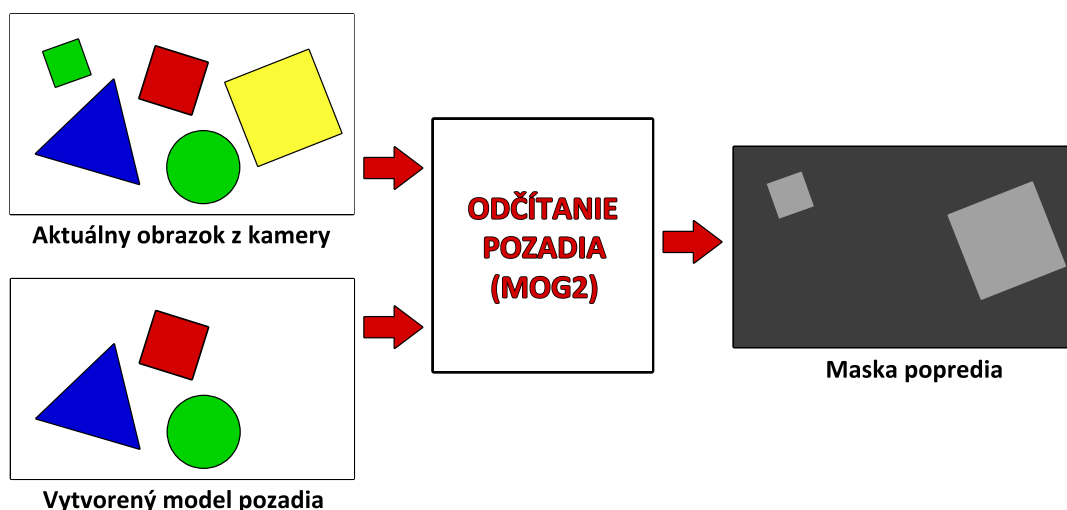 Aktuálny obrazok z kamery
ODČÍTANIE
POZADIA
(MOG2)
Maska popredia
Vytvorený model pozadia